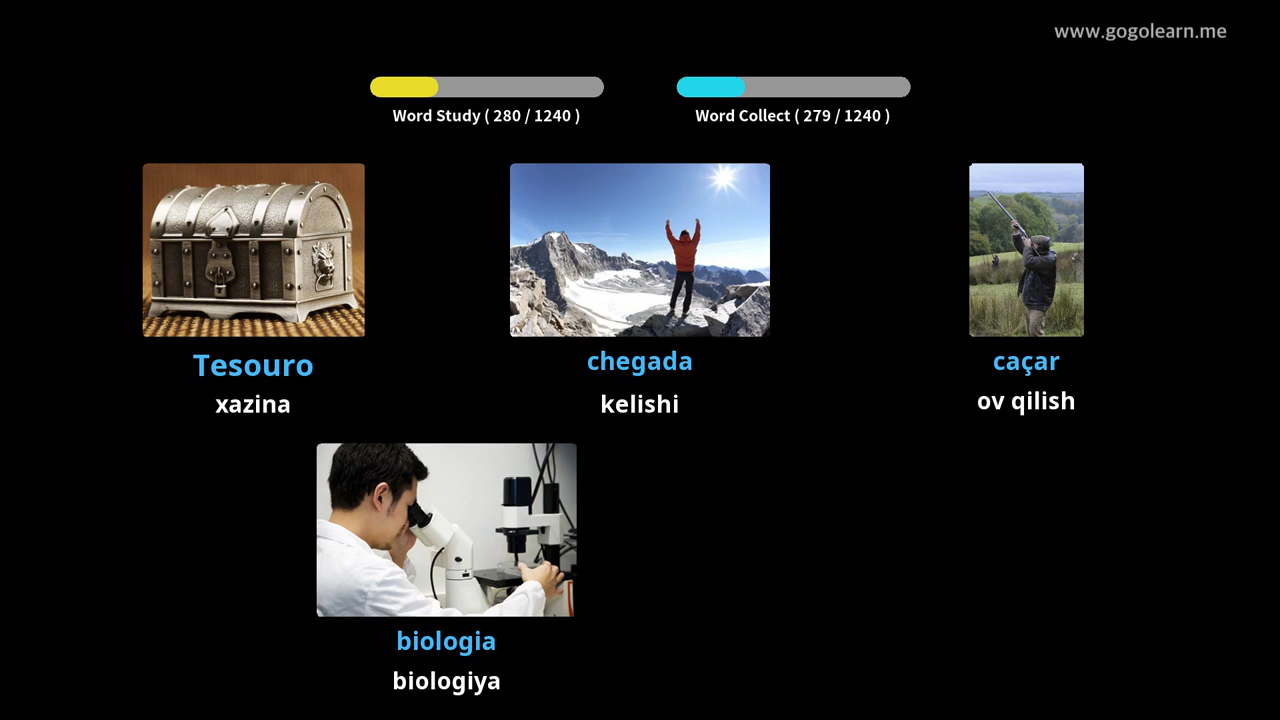 www.gogolearn.me
Word Study ( 280 / 1240 )
Word Collect ( 279 / 1240 )
Tesouro
xazina
chegada
kelishi
caçar
ov qilish
biologia
biologiya